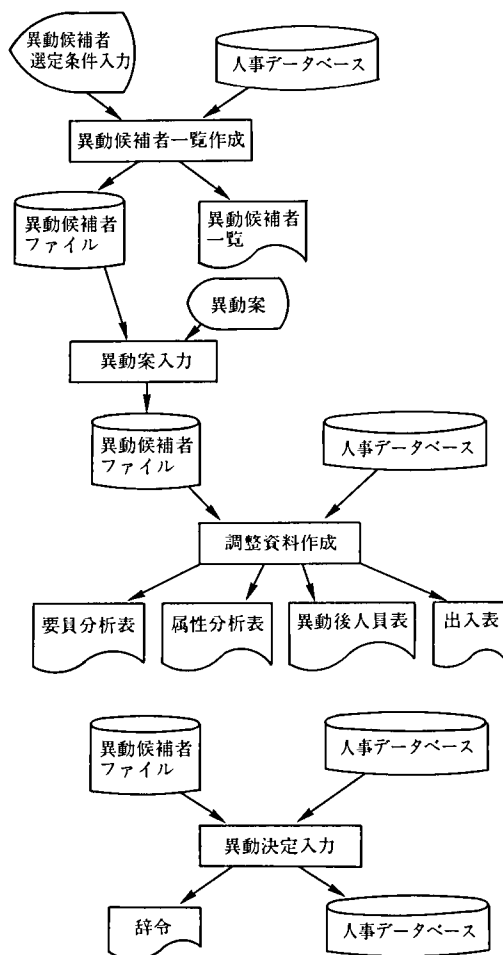 異動候補者
選定条件入力
人事データベース
異動候補者一覧作成
異動候補者
ファイル
異動候補者
一覧
異動案
異動案入力
異動候補者
ファイル
人事データベース
調整資料作成
要員分析表
属性分析表
異動後人員表
出入表
異動候補者
ファイル
人事データベース
異動決定入力
辞令
人事データベース